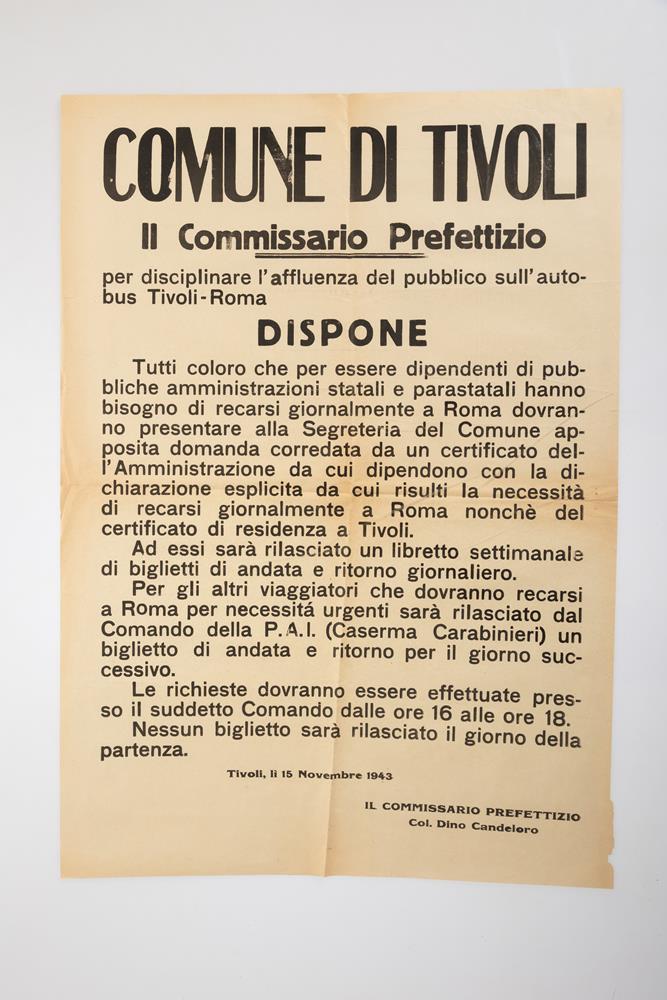 COMUNE DI TIVOLI
Il Commissario Prefettizio
per disciplinare l'affluenza del pubblico sull'auto-
bus Tivoli-Roma
DISPONE
Tutti coloro che per essere dipendenti di pub-
bliche amministrazioni statali e parastatali hanno
bisogno di recarsi giornalmente a Roma dovran-
no presentare alla Segreteria del Comune ap-
posita domanda corredata da un certificato del-
l'Amministrazione da cui dipendono con la di-
chiarazione esplicita da cui risulti la necessità
di recarsi giornalmente a Roma nonchè del
certificato di residenza a Tivoli.
Ad essi sarà rilasciato un libretto settimanale
di biglietti di andata e ritorno giornaliero.
Per gli altri viaggiatori che dovranno recarsi
a Roma per necessitá urgenti sarà rilasciato dal
Comando della P.A.I. (Caserma Carabinieri) un
biglietto di andata e ritorno per il giorno suc-
cessivo.
Le richieste dovranno essere effettuate pres-
so il suddetto Comando dalle ore 16 alle ore 18.
Nessun biglietto sarà rilasciato il giorno della
partenza.
Tivoli, lì 15 Novembre 1943
IL COMMISSARIO PREFETTIZIO
Col. Dino Candeloro